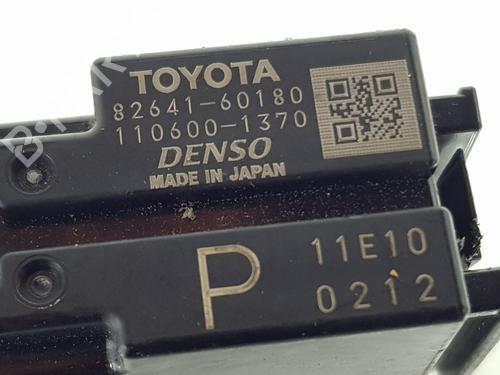 TOYOTA
82641-60180
110600-1370
DENSO
MADE IN JAPAN
P
11E10
0212